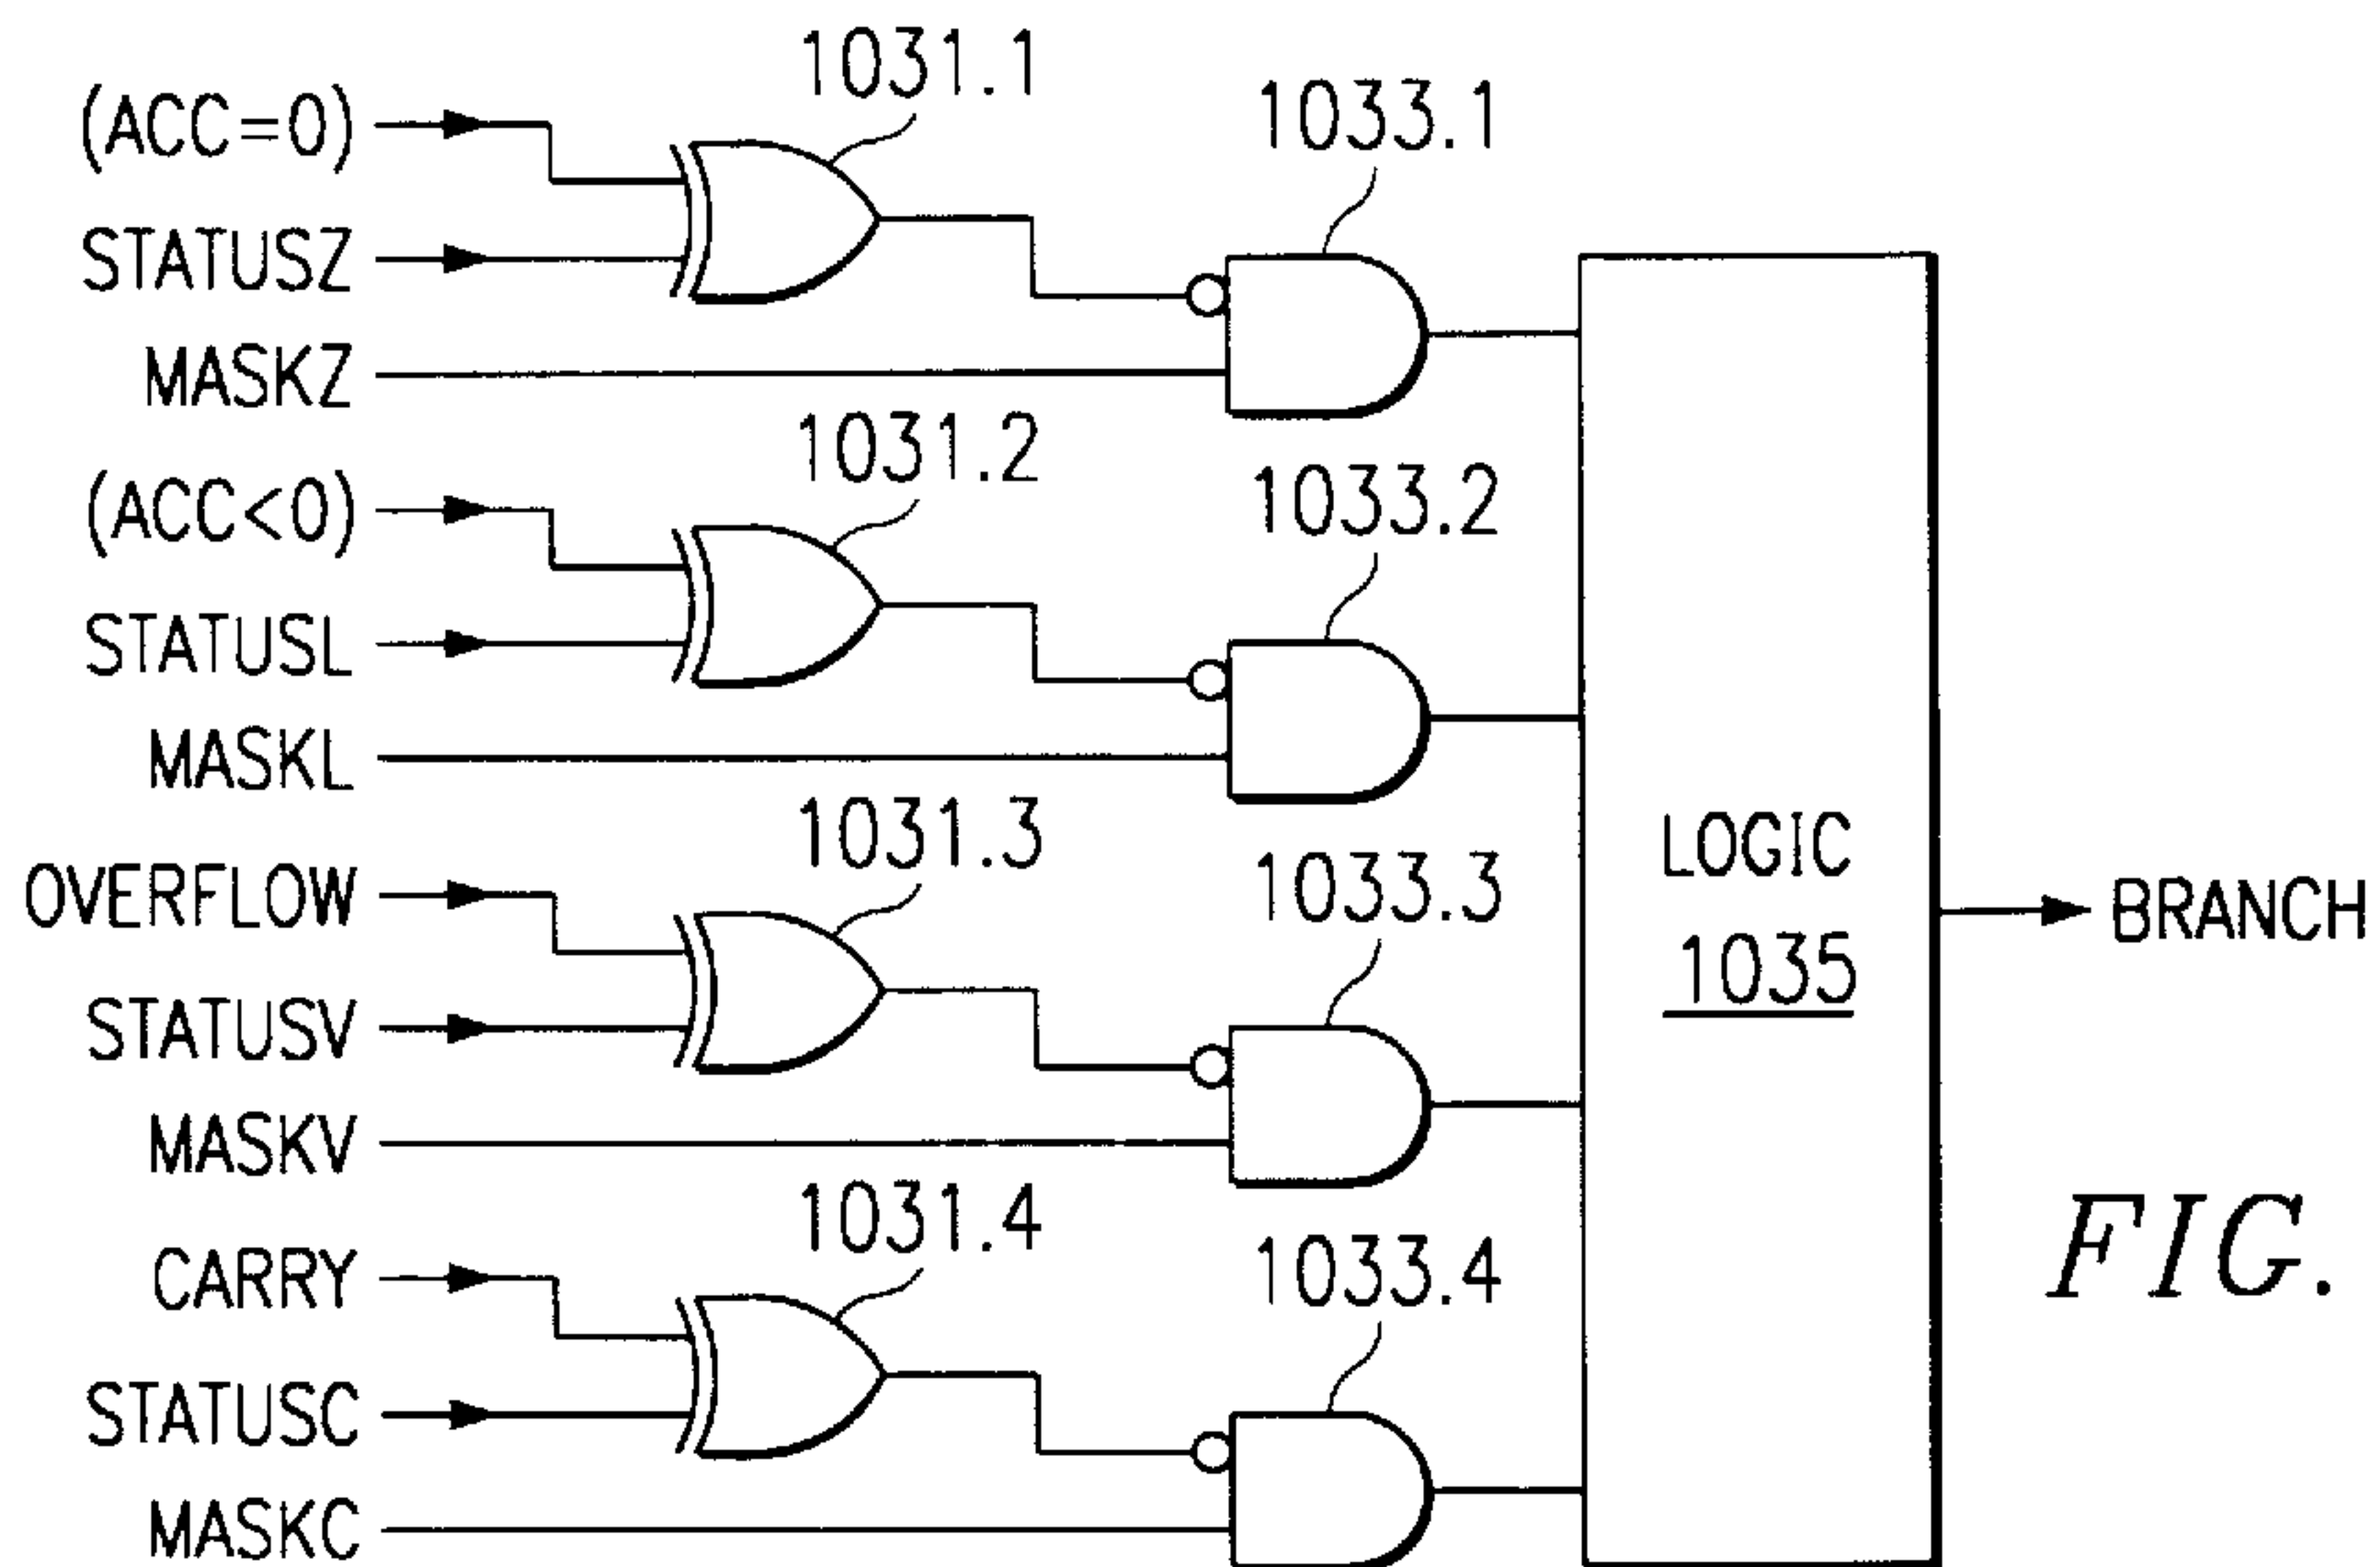 1031.1
(ACC=0)
1033.1
STATUSZ
MASKZ
1031.2
(ACC<0)
1033.2
STATUSL
MASKL
1031.3
LOGIC
1035
OVERFLOW
1033.3
BRANCH
STATUSV
MASKV
1031.4
FIG.
CARRY
1033.4
STATUSC
MASKC